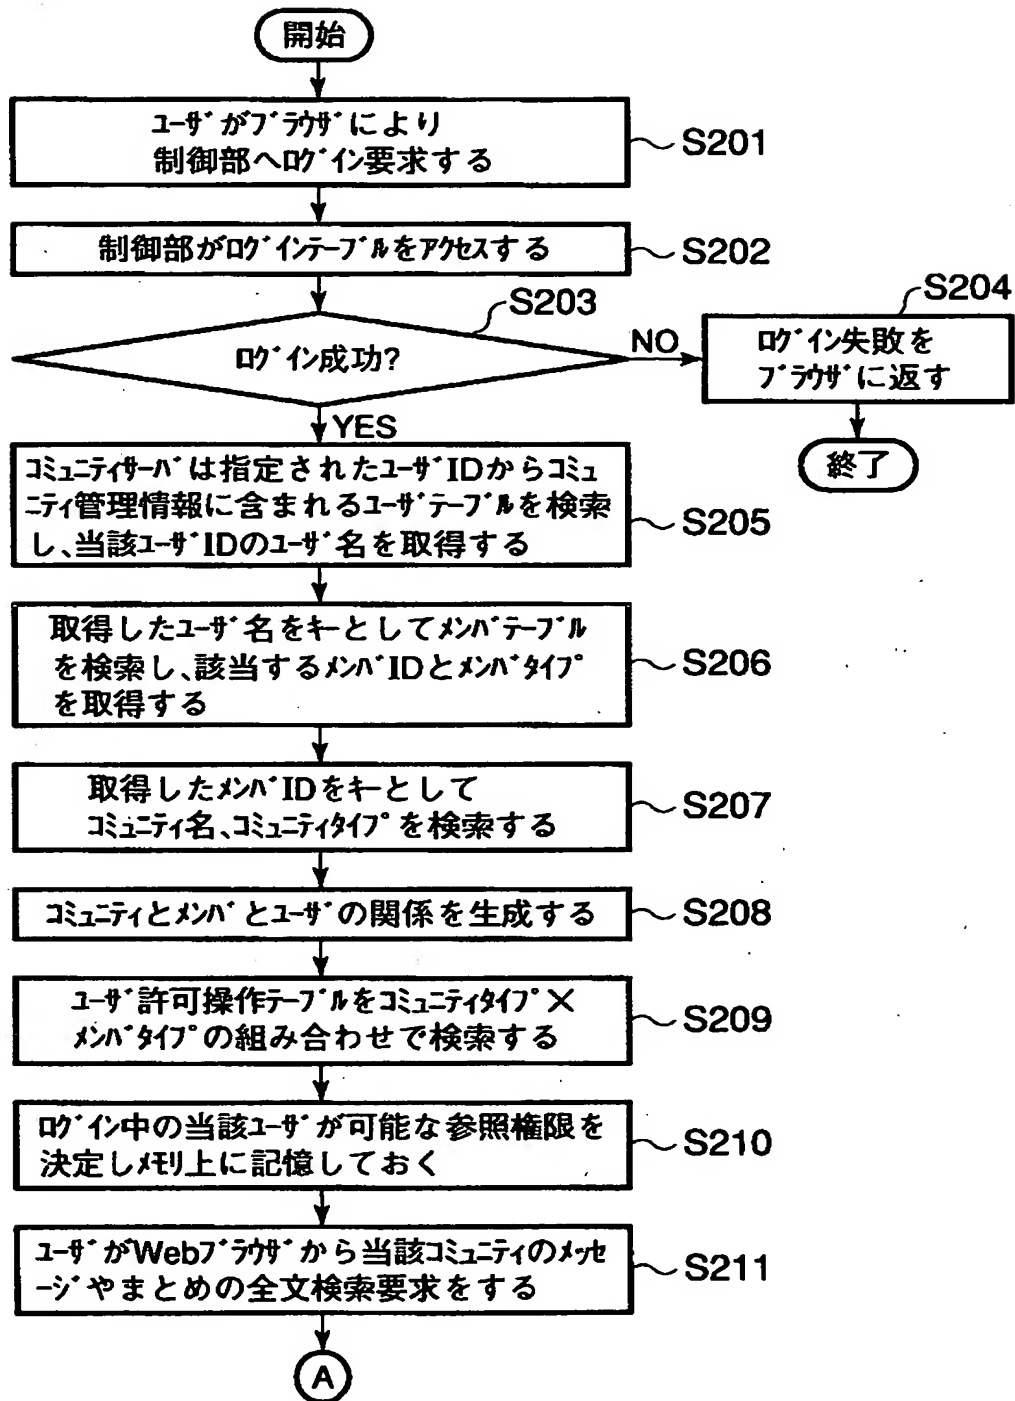 開始
ユーザがブラウザにより
制御部へログイン要求する
S201
制御部がログインテーブルをアクセスする
S202
S203
ログイン成功?
NO
S204
ログイン失敗を
ブラウザに返す
終了
YES
コミュニティサーバは指定されたユーザIDからコミュ
ニティ管理情報に含まれるユーザテーブルを検索
し、当該ユーザIDのユーザ名を取得する
S205
取得したユーザ名をキーとしてメンバテーブル
を検索し、該当するメンバIDとメンバタイプ
を取得する
S206
取得したメンバIDをキーとして
コミュニティ名、コミュニティタイプを検索する
S207
コミュニティとメンバとユーザの関係を生成する
S208
ユーザ許可操作テーブルをコミュニティタイプ×
メンバタイプの組み合わせで検索する
S209
ログイン中の当該ユーザが可能な参照権限を
決定しメモリ上に記憶しておく
S210
ユーザがWebブラウザから当該コミュニティのメッセ
ージやまとめの全文検索要求をする
S211
A